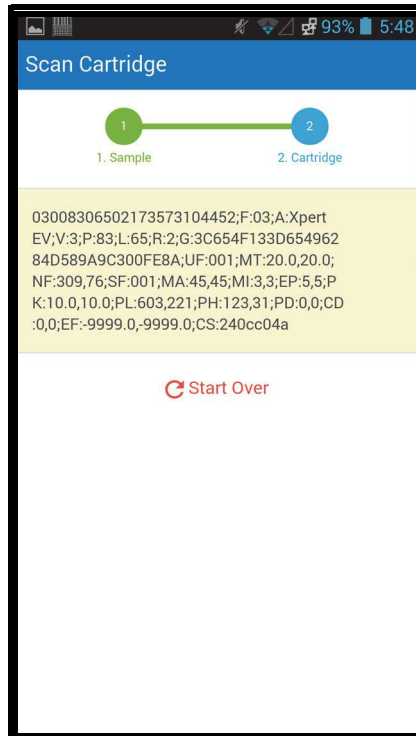 93% 5:48
Scan Cartridge
1 2
1. Sample 2. Cartridge
03008306502173573104452;F:03;A:Xpert
EV;V:3;P:83;L:65;R:2;G:3C654F133D654962
84D589A9C300FE8A;UF:001;MT:20.0,20.0;
NF:309,76;SF:001;MA:45,45;MI:3,3;EP:5,5;P
K:10.0,10.0;PL:603,221;PH:123,31;PD:0,0;CD
:0,0;EF:-9999.0,-9999.0;CS:240cc04a
Start Over